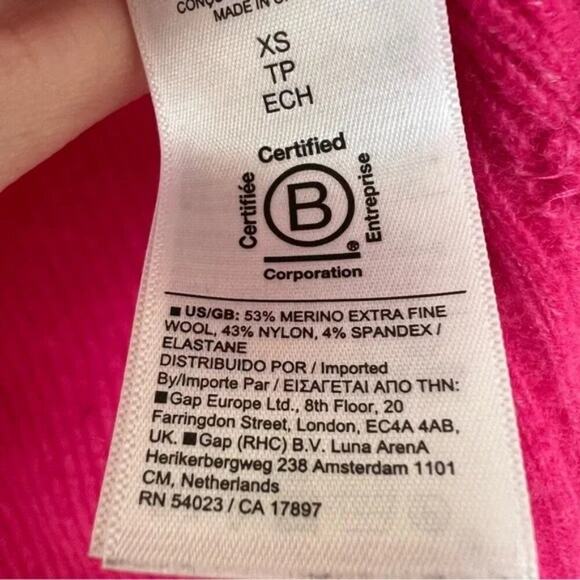 MADE IN
XS
TP
ECH
Certified
Certifiée
B
Entreprise
®
Corporation
■ US/GB: 53% MERINO EXTRA FINE
WOOL, 43% NYLON, 4% SPANDEX /
ELASTANE
DISTRIBUIDO POR / Imported
By/Importe Par / ΕΙΣΑΓΕΤΑΙ ΑΠΟ ΤΗΝ:
■Gap Europe Ltd., 8th Floor, 20
Farringdon Street, London, EC4A 4AB,
UK. ■Gap (RHC) B.V. Luna ArenA
Herikerbergweg 238 Amsterdam 1101
CM, Netherlands
RN 54023 / CA 17897